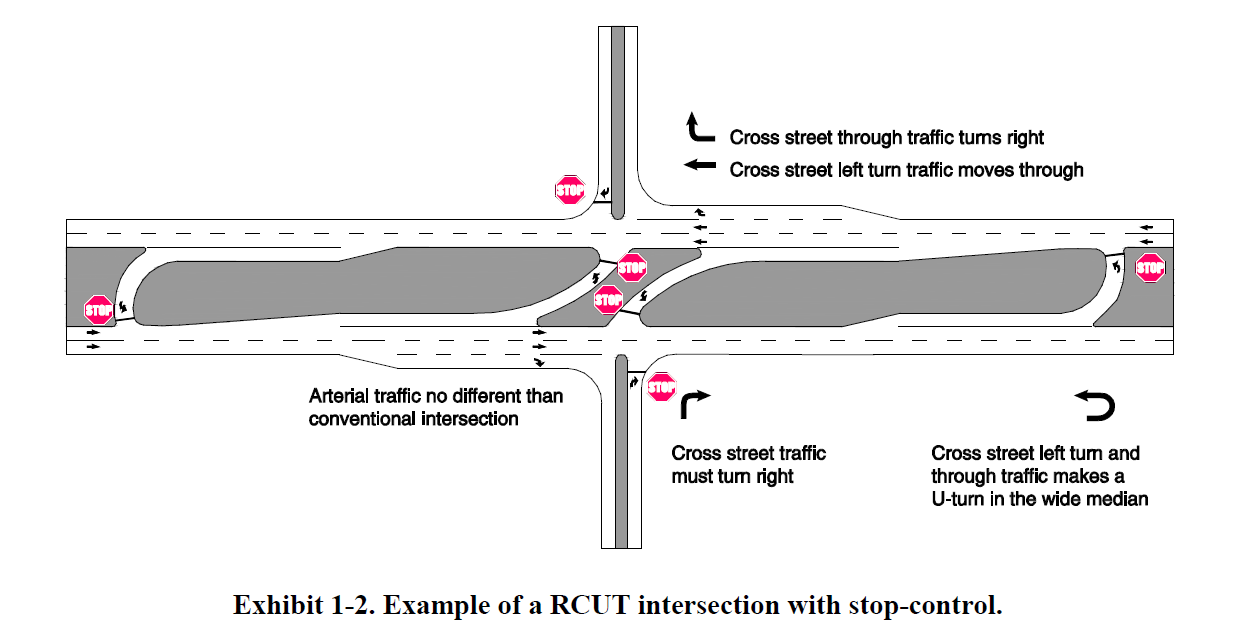 Cross street through traffic turns right
Cross street left turn traffic moves through
STOP
STOP
STOP
STOP
STOP
STOP
Arterial traffic no different than
conventional intersection
Cross street traffic
must turn right
Cross street left turn and
through traffic makes a
U-turn in the wide median
Exhibit 1-2. Example of a RCUT intersection with stop-control.